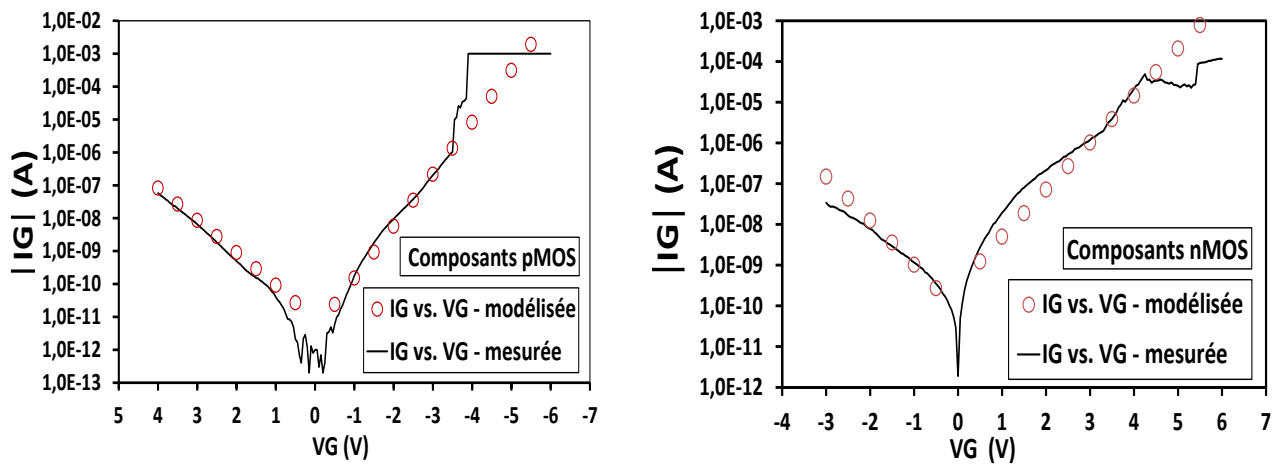 1,0E-02
1,0E-03
1,0E-04
1,0E-05
1,0E-06
1,0E-07
1,0E-08
1,0E-09
1,0E-10
1,0E-11
1,0E-12
1,0E-13
|IG| (A)
Composants pMOS
IG vs. VG - modélisée
IG vs. VG - mesurée
5 4 3 2 1 0 -1 -2 -3 -4 -5 -6 -7
VG (V)
1,0E-03
1,0E-04
1,0E-05
1,0E-06
1,0E-07
1,0E-08
1,0E-09
1,0E-10
1,0E-11
1,0E-12
|IG| (A)
Composants nMOS
IG vs. VG - modélisée
IG vs. VG - mesurée
-4 -3 -2 -1 0 1 2 3 4 5 6 7
VG (V)